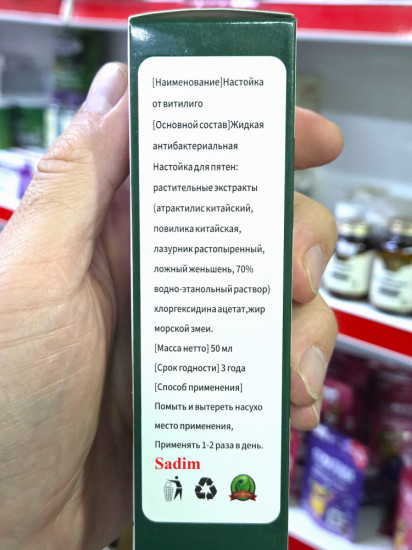 [Наименование]Настойка
от витилиго
[Основной состав]Жидкая
антибактериальная
Настойка для пятен:
растительные экстракты
(атрактилис китайский,
повилика китайская,
лазурник растопыренный,
ложный женьшень, 70%
водно-этанольный раствор)
хлоргексидина ацетат,жир
морской змеи.
[Масса нетто] 50 мл
[Срок годности] 3 года
[Способ применения]
Помыть и вытереть насухо
место применения,
Применять 1-2 раза в день.
Sadim